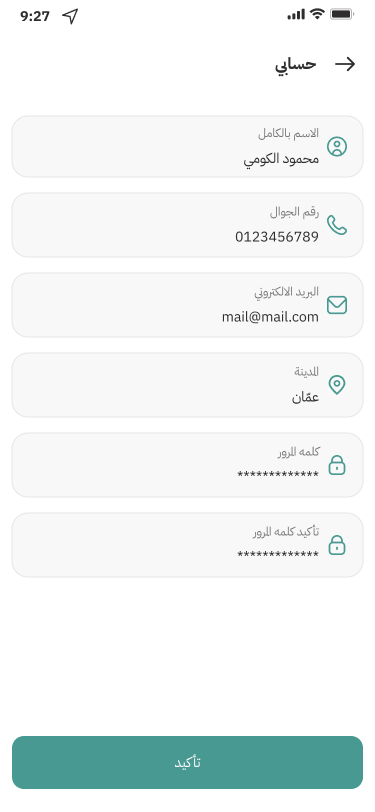 9:27
حسابي
الاسم بالكامل
محمود الكومي
رقم الجوال
0123456789
البريد الالكتروني
mail@mail.com
المدينة
عمّان
كلمه المرور
*************
تأكيد كلمه المرور
*************
تأكيد